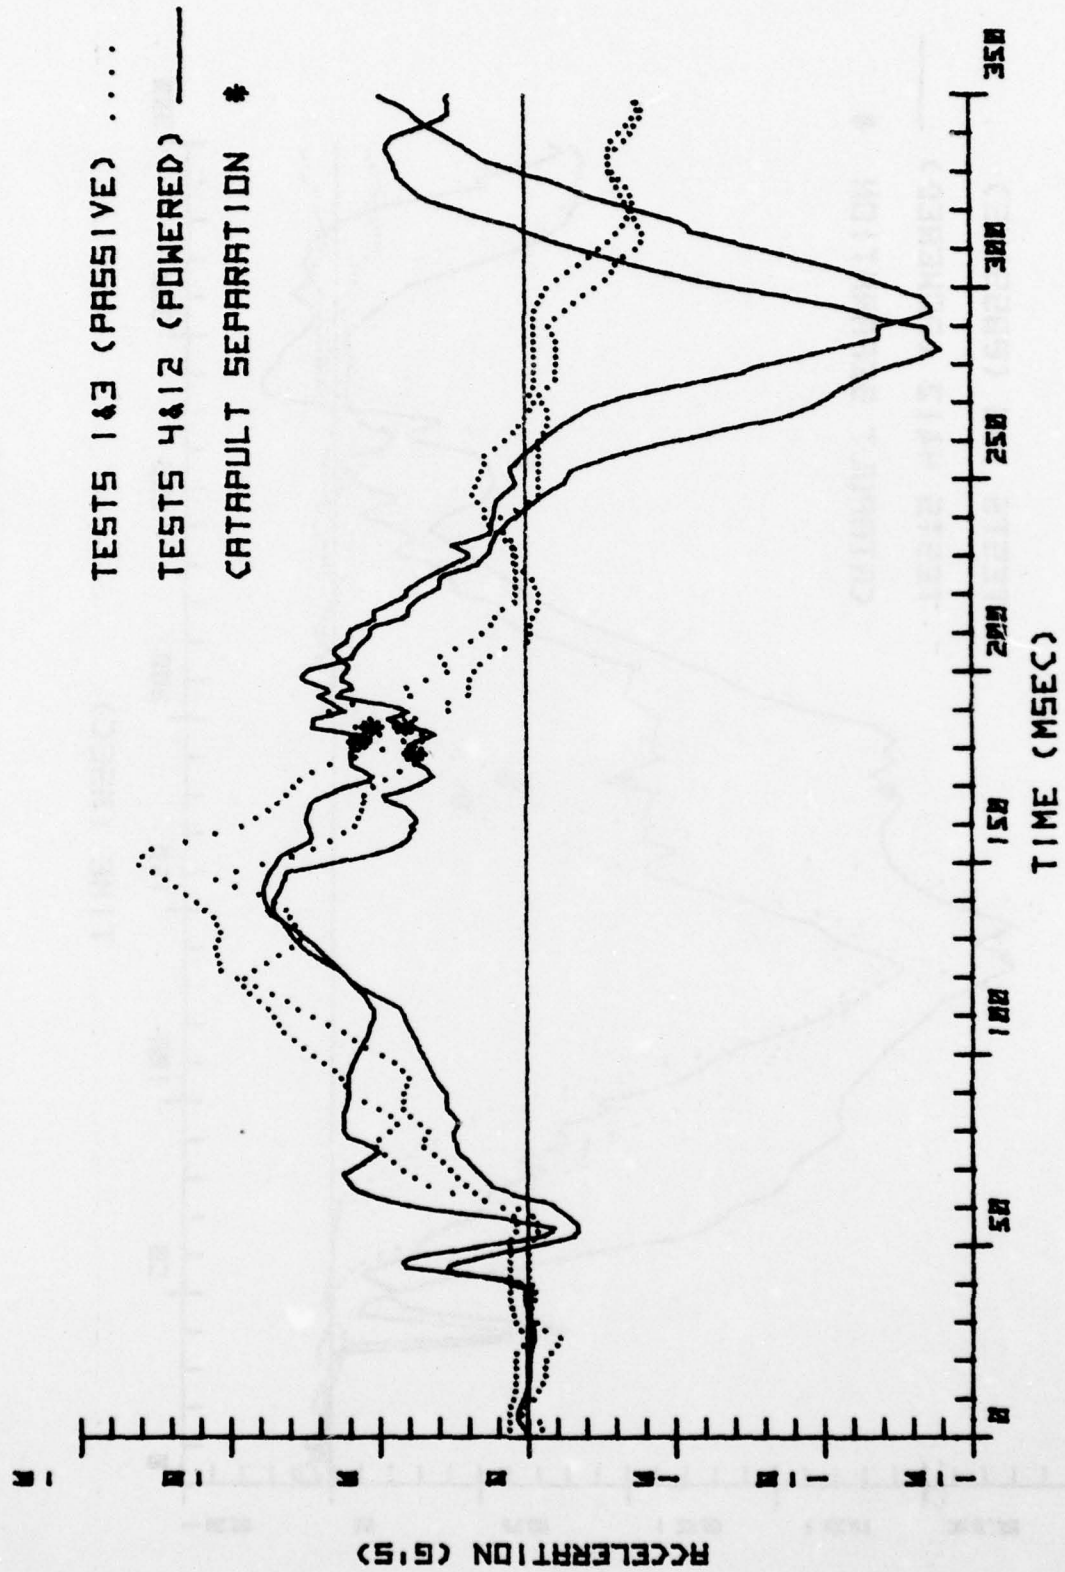 TESTS 1&3 (PASSIVE) ....
TESTS 4&12 (POWERED)
CATAPULT SEPARATION *
ACCELERATION (G'S)
0 50 100 150 200 250 300 350
TIME (MSEC)